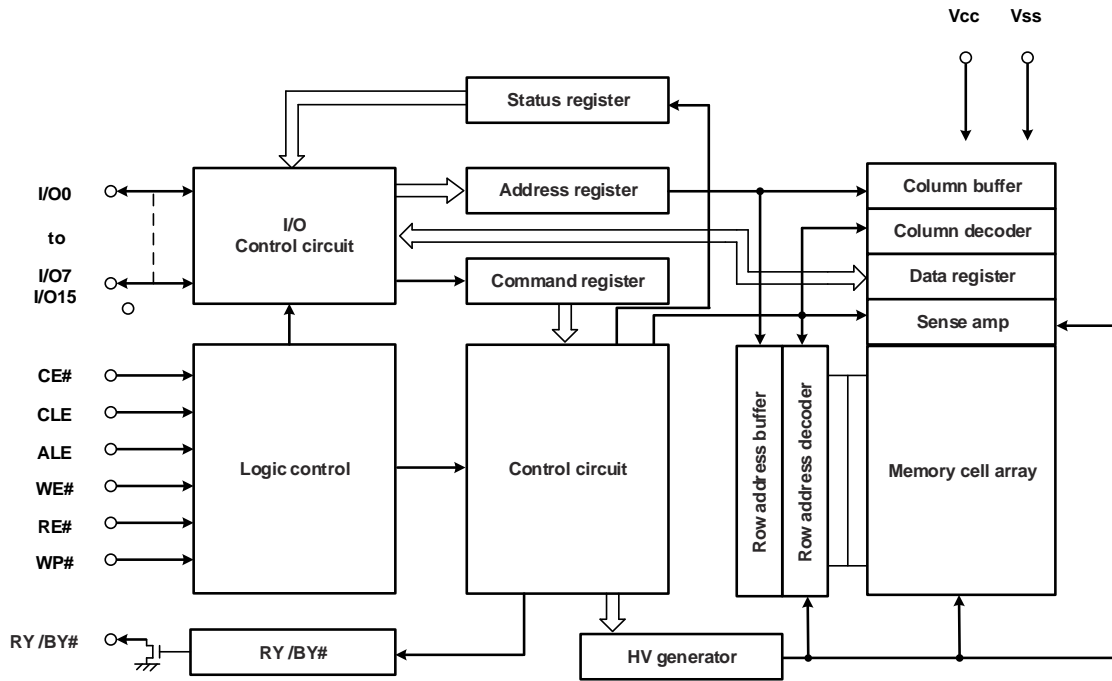 Vcc Vss
Status register
I/O0
to
I/O7
I/O15
I/O
Control circuit
Address register
Command register
Column buffer
Column decoder
Data register
Sense amp
CE#
CLE
ALE
WE#
RE#
WP#
Logic control
Control circuit
Row address buffer
Row address decoder
Memory cell array
RY /BY#
RY /BY#
HV generator